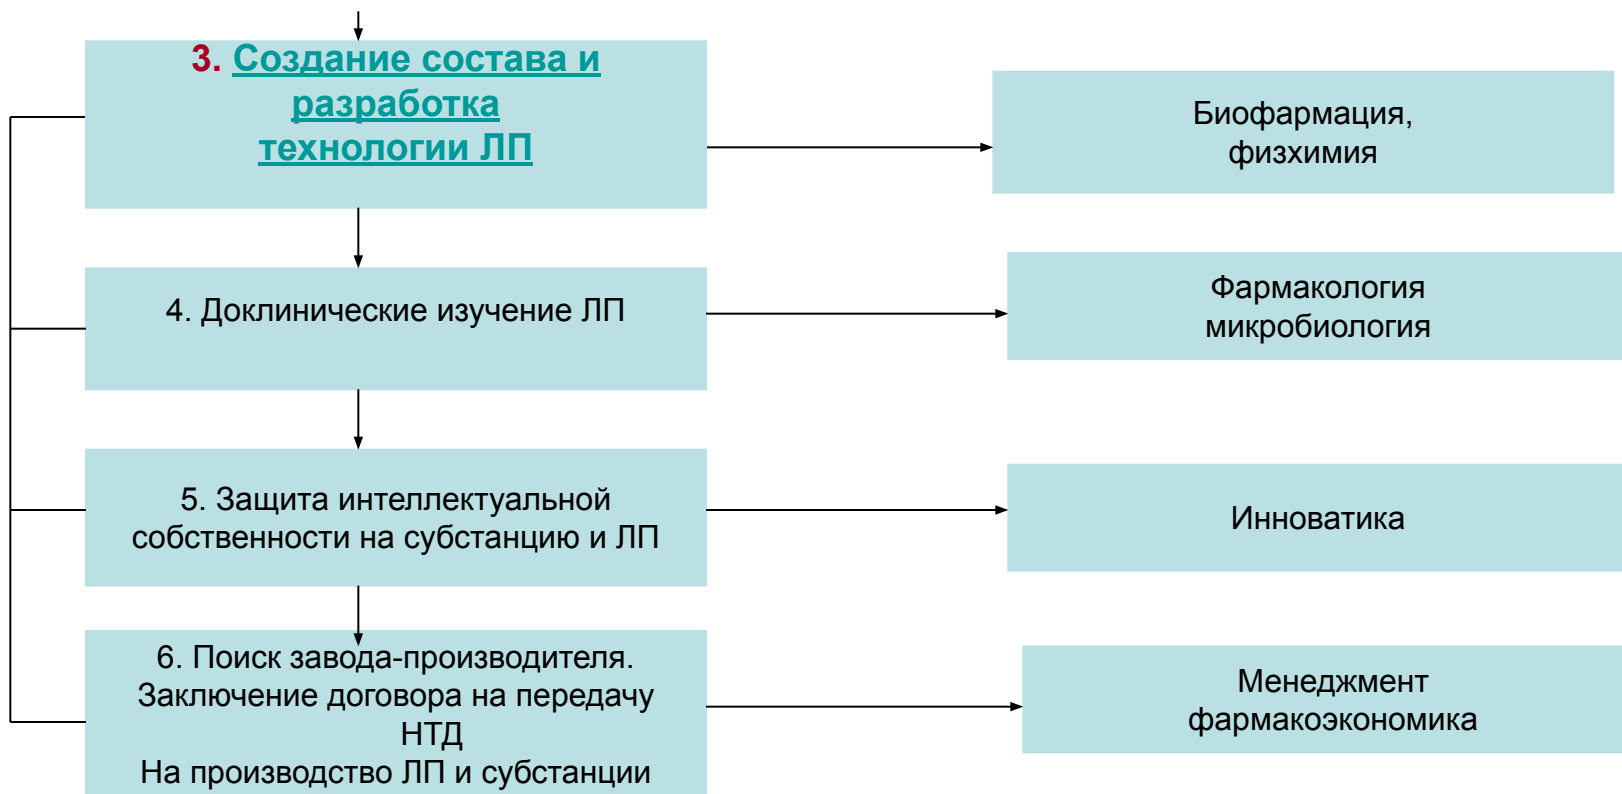 3. Создание состава и
разработка
технологии ЛП
Биофармация,
физхимия
4. Доклинические изучение ЛП
Фармакология
микробиология
5. Защита интеллектуальной
собственности на субстанцию и ЛП
Инноватика
6. Поиск завода-производителя.
Заключение договора на передачу
НТД
На производство ЛП и субстанции
Менеджмент
фармакоэкономика